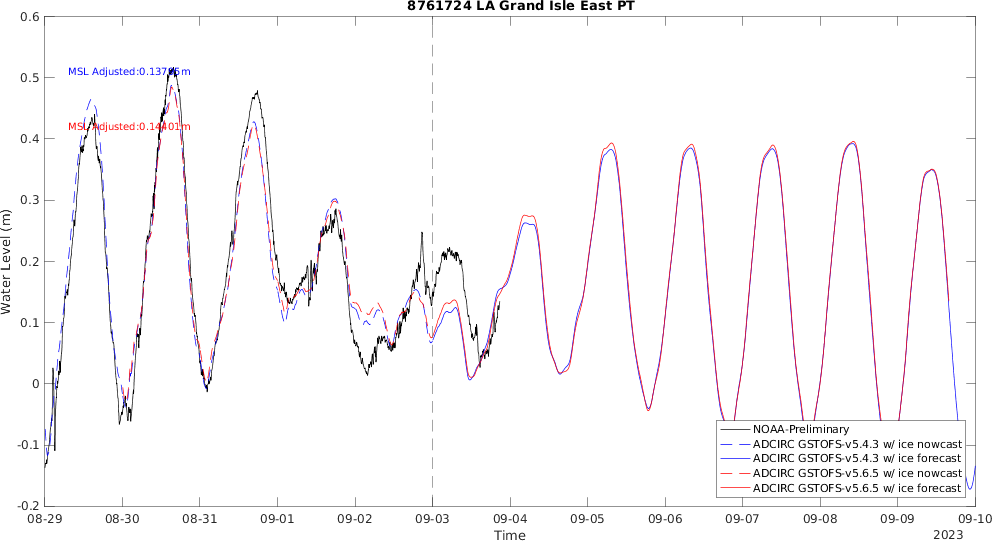 8761724 LA Grand Isle East PT
0.6
0.5
0.4
0.3
0.2
0.1
0
-0.1
-0.2
Water Level (m)
MSL Adjusted:0.13795m
MSL Adjusted:0.14401m
NOAA-Preliminary
ADCIRC GSTOFS-v5.4.3 w/ ice nowcast
ADCIRC GSTOFS-v5.4.3 w/ ice forecast
ADCIRC GSTOFS-v5.6.5 w/ ice nowcast
ADCIRC GSTOFS-v5.6.5 w/ ice forecast
08-29 08-30 08-31 09-01 09-02 09-03 09-04 09-05 09-06 09-07 09-08 09-09 09-10
Time
2023